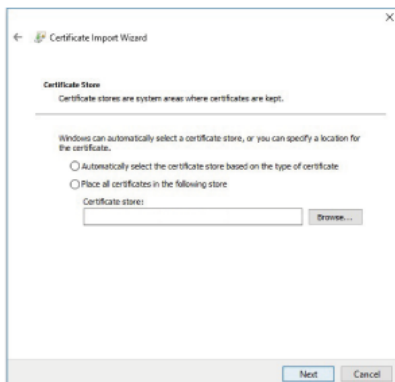 Certificate Import Wizard
Certificate Store
Certificate stores are system areas where certificates are kept.
Windows can automatically select a certificate store, or you can specify a location for
the certificate.
Automatically select the certificate store based on the type of certificate
Place all certificates in the following store
Certificate store:
Browse...
Next Cancel